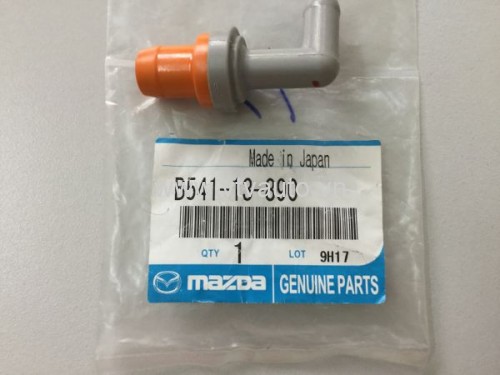 Made in Japan
B541-13-890
QTY 1 LOT 9H17
mazda GENUINE PARTS